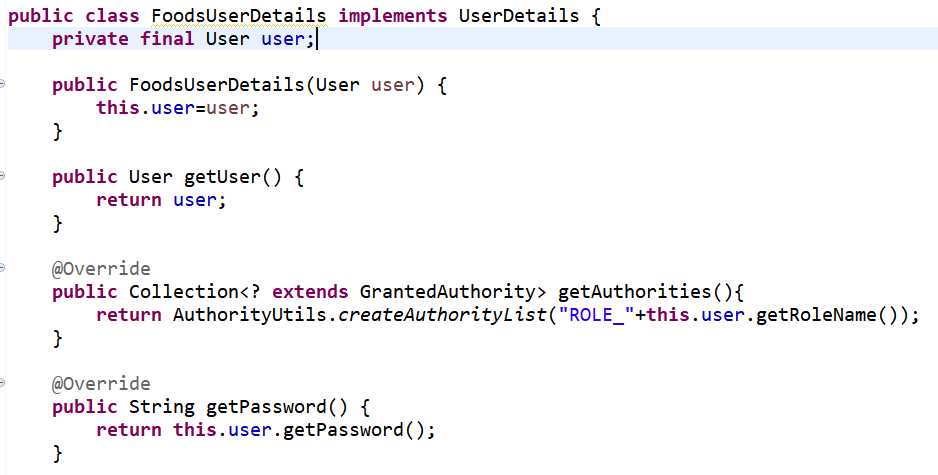 public class FoodsUserDetails implements UserDetails {
    private final User user;
    public FoodsUserDetails(User user) {
        this.user=user;
    }
    public User getUser() {
        return user;
    }
    @Override
    public Collection<? extends GrantedAuthority> getAuthorities(){
        return AuthorityUtils.createAuthorityList("ROLE_"+this.user.getRoleName());
    }
    @Override
    public String getPassword() {
        return this.user.getPassword();
    }